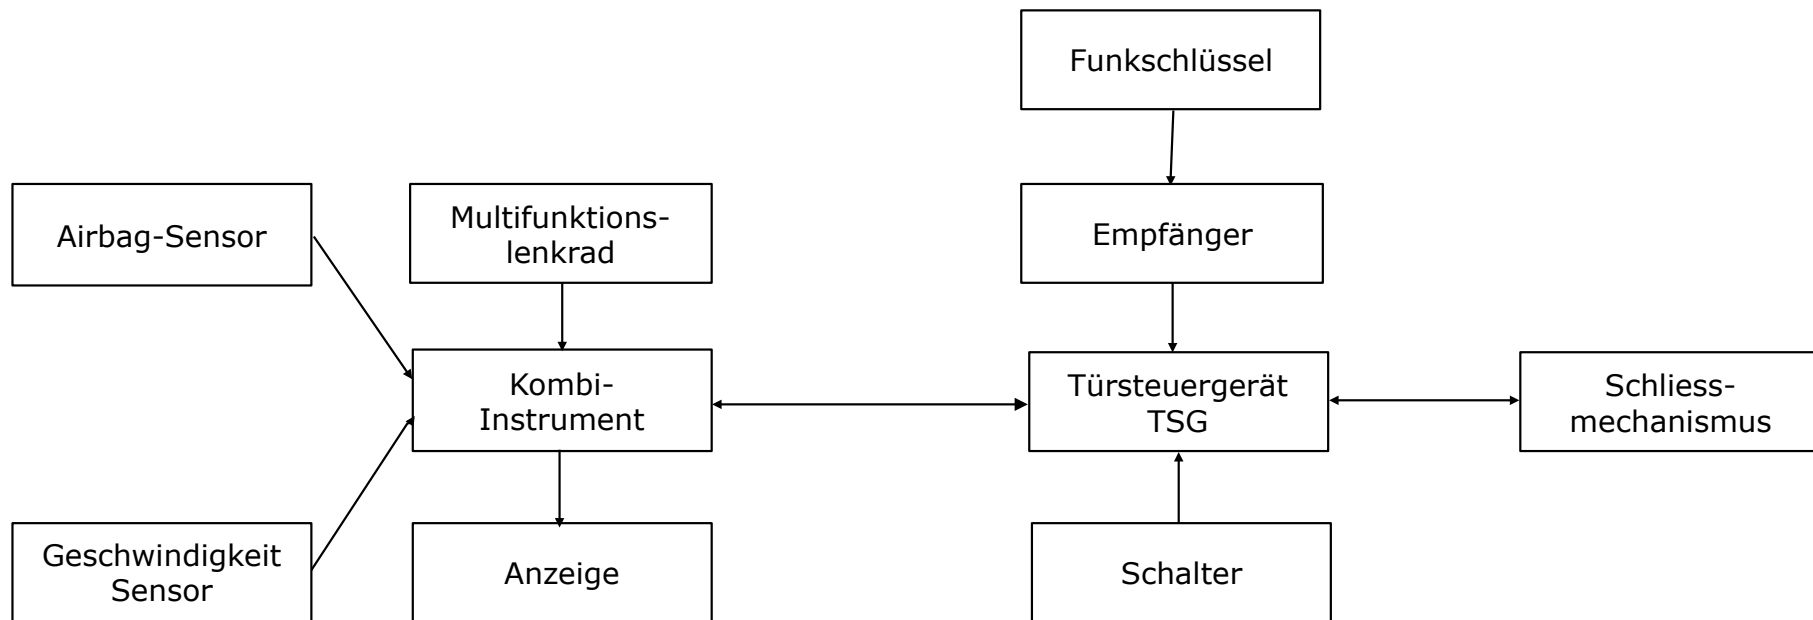 Funkschlüssel
Airbag-Sensor
Multifunktions-
lenkrad
Empfänger
Kombi-
Instrument
Türsteuergerät
TSG
Schliess-
mechanismus
Geschwindigkeit
Sensor
Anzeige
Schalter